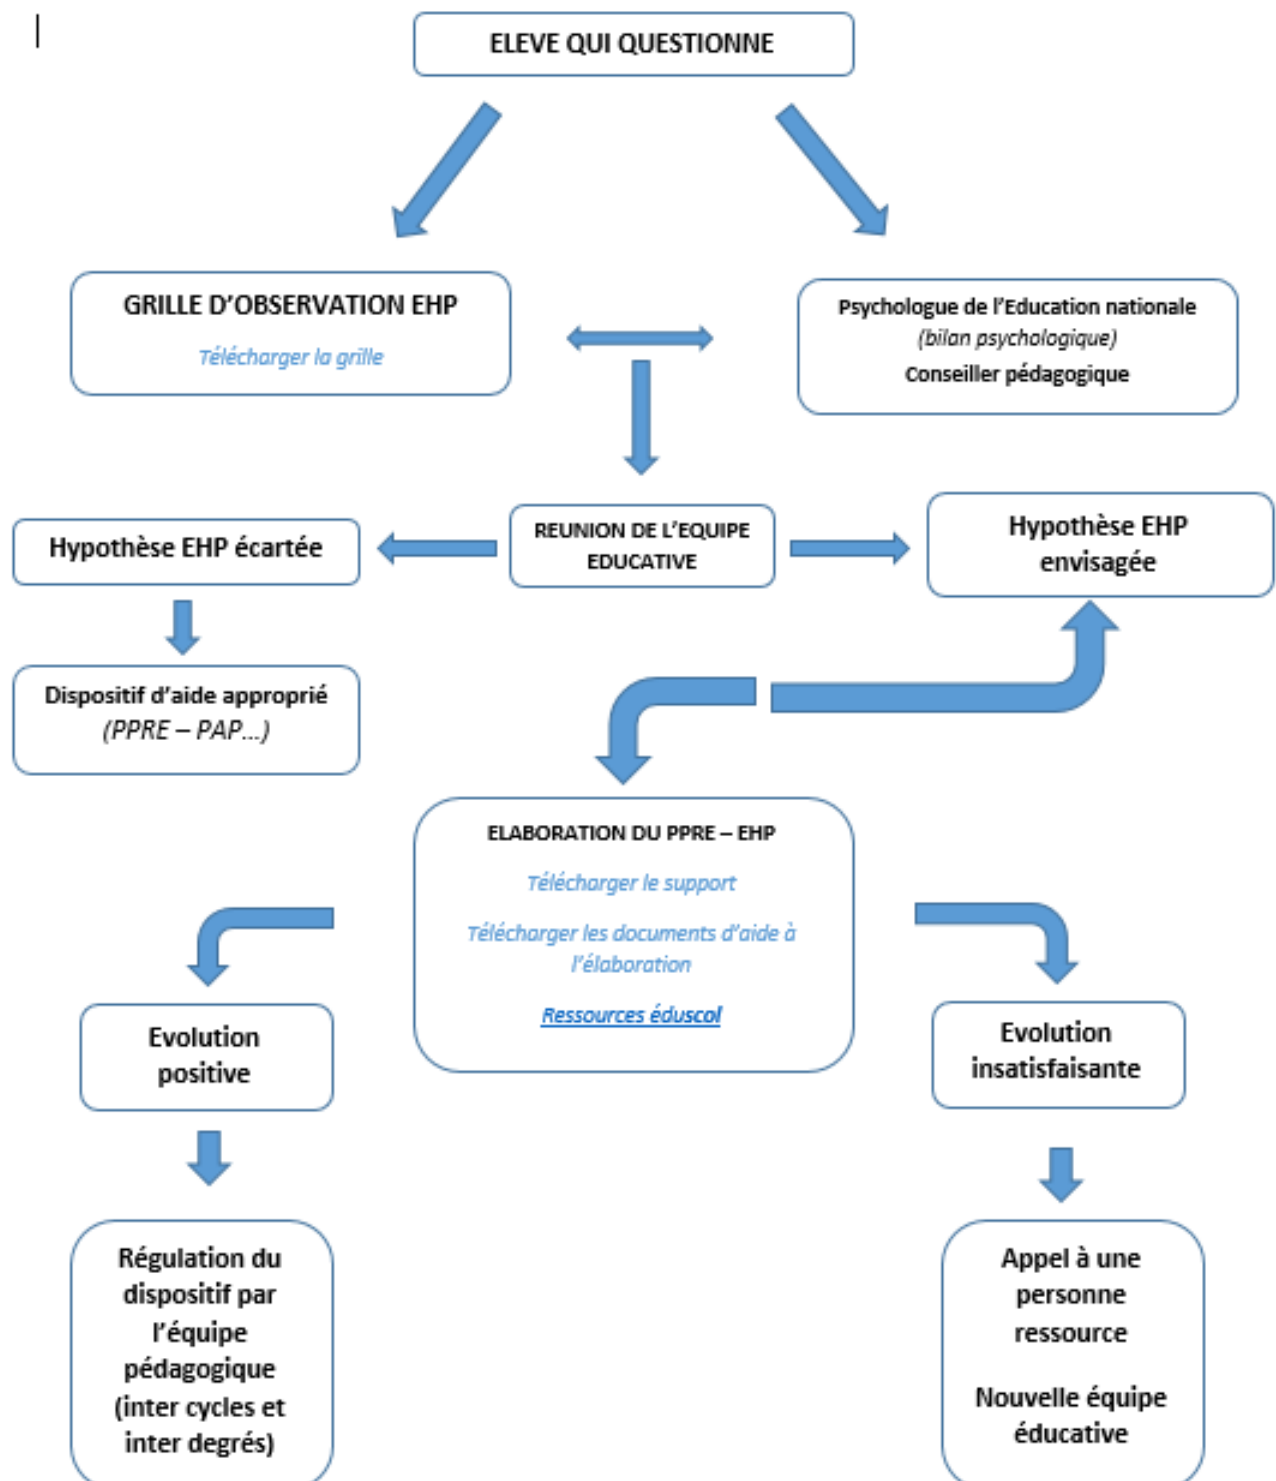 ELEVE QUI QUESTIONNE
GRILLE D'OBSERVATION EHP
Télécharger la grille
Psychologue de l'Education nationale
(bilan psychologique)
Conseiller pédagogique
Hypothèse EHP écartée
REUNION DE L'EQUIPE
EDUCATIVE
Hypothèse EHP
envisagée
Dispositif d'aide approprié
(PPRE – PAP...)
ELABORATION DU PPRE – EHP
Télécharger le support
Télécharger les documents d'aide à
l'élaboration
Ressources éduscol
Evolution
positive
Evolution
insatisfaisante
Régulation du
dispositif par
l'équipe
pédagogique
(inter cycles et
inter degrés)
Appel à une
personne
ressource
Nouvelle équipe
éducative